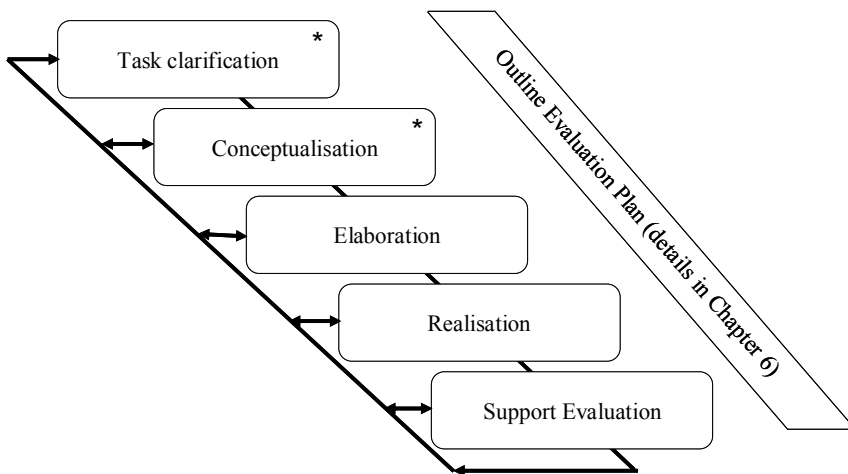 Task clarification *
Conceptualisation *
Elaboration
Realisation
Support Evaluation
Outline Evaluation Plan (details in Chapter 6)